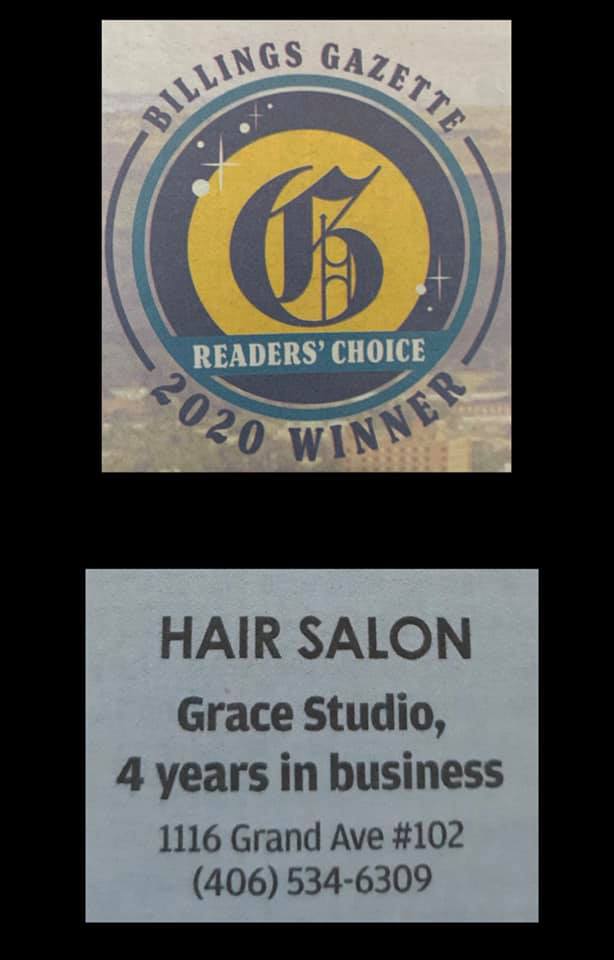 BILLINGS GAZETTE
G
READERS' CHOICE
2020 WINNER
HAIR SALON
Grace Studio,
4 years in business
1116 Grand Ave #102
(406) 534-6309